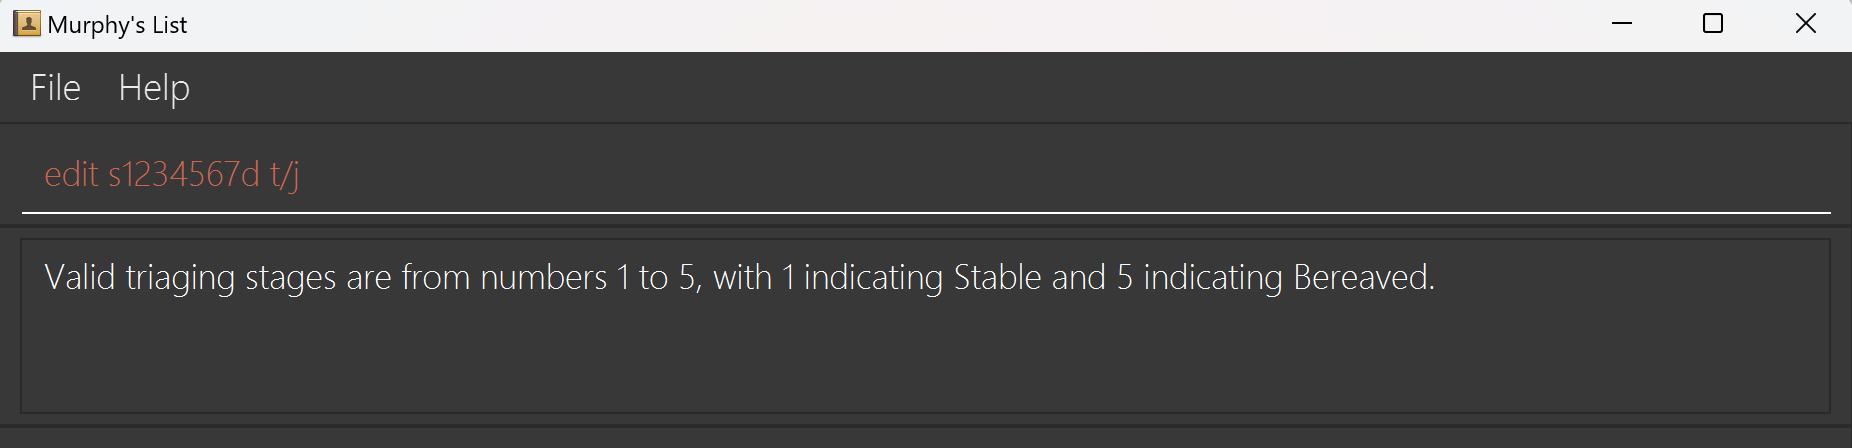 Murphy's List
File Help
edit s1234567d t/j
Valid triaging stages are from numbers 1 to 5, with 1 indicating Stable and 5 indicating Bereaved.